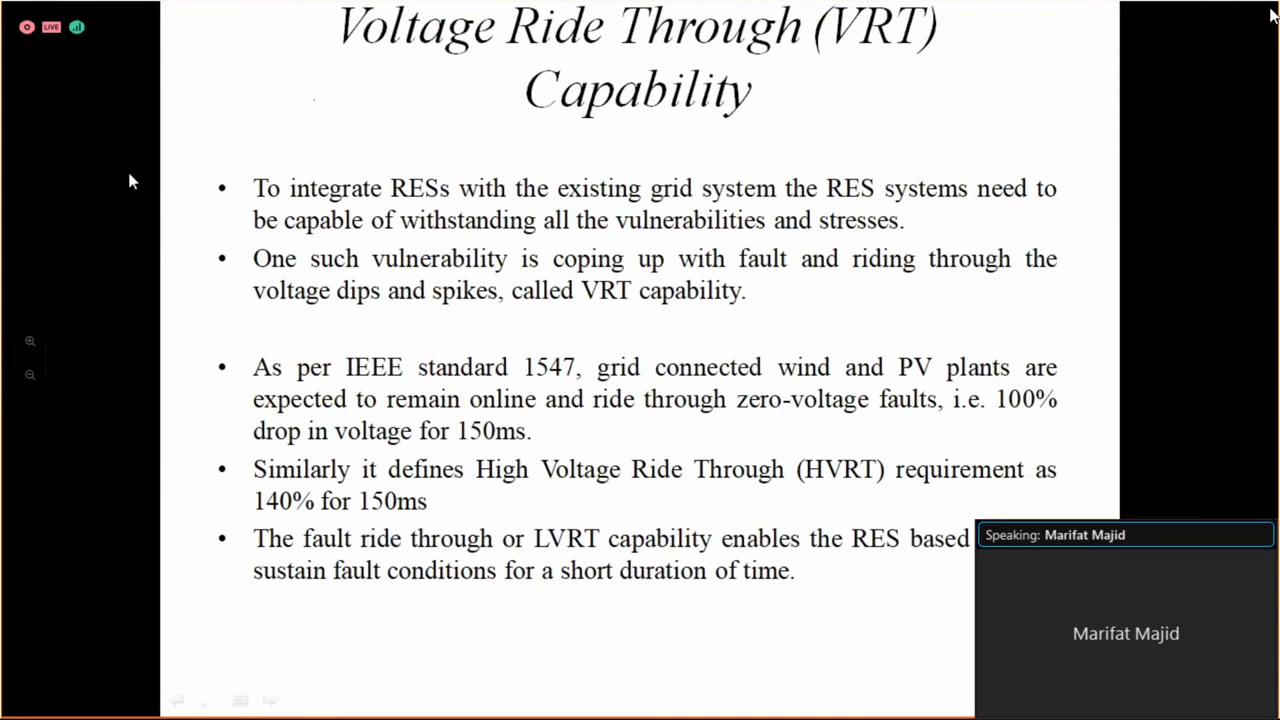 LIVE
Voltage Ride Through (VRT)
Capability
• To integrate RESs with the existing grid system the RES systems need to
be capable of withstanding all the vulnerabilities and stresses.
• One such vulnerability is coping up with fault and riding through the
voltage dips and spikes, called VRT capability.
• As per IEEE standard 1547, grid connected wind and PV plants are
expected to remain online and ride through zero-voltage faults, i.e. 100%
drop in voltage for 150ms.
• Similarly it defines High Voltage Ride Through (HVRT) requirement as
140% for 150ms
• The fault ride through or LVRT capability enables the RES based
sustain fault conditions for a short duration of time.
Speaking: Marifat Majid
Marifat Majid